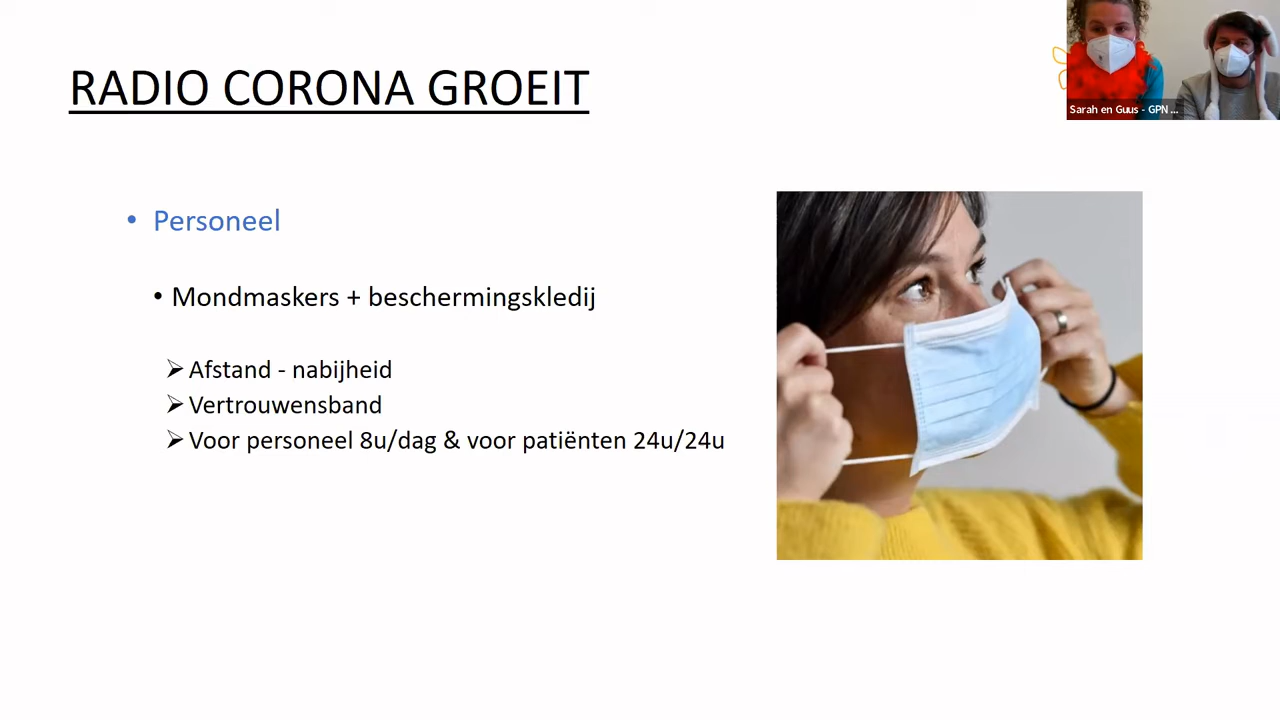 RADIO CORONA GROEIT
Sarah en Guus - GPN ...
• Personeel
• Mondmaskers + beschermingskledij
➢ Afstand - nabijheid
➢ Vertrouwensband
➢ Voor personeel 8u/dag & voor patiënten 24u/24u